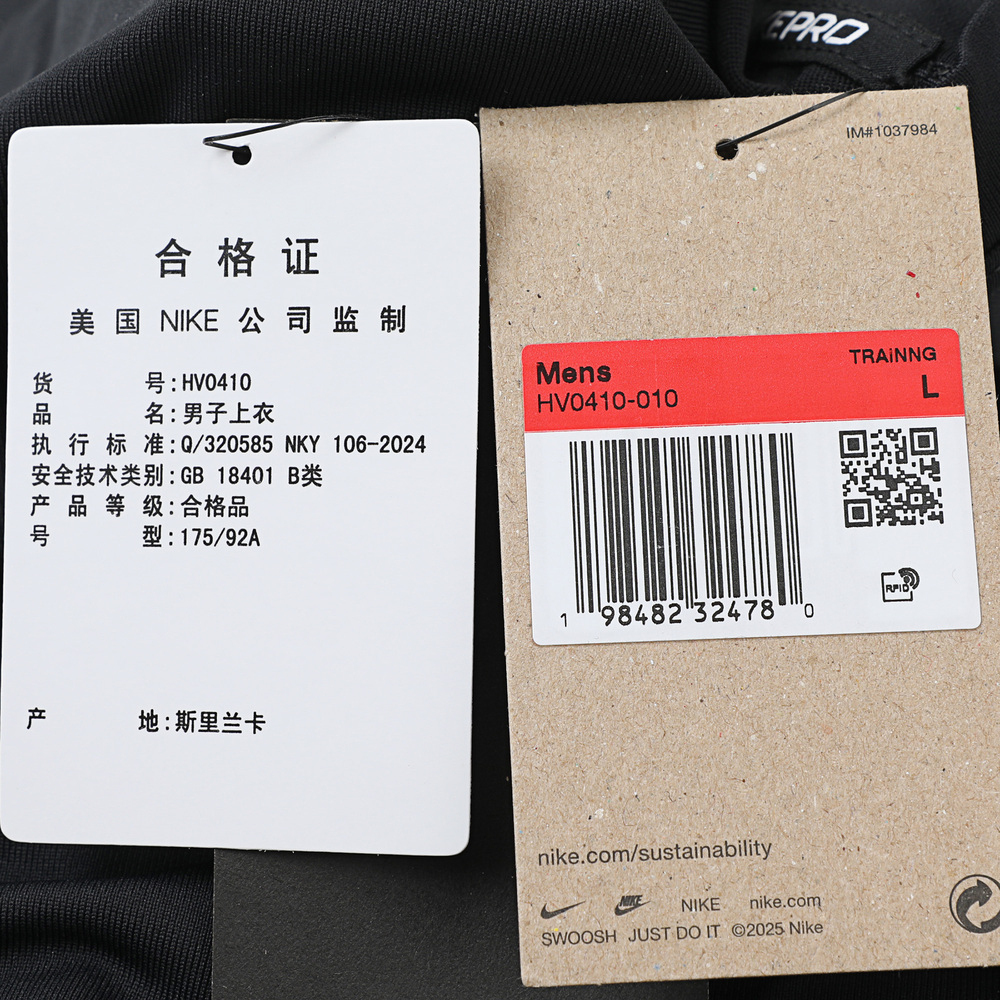 EPRO
合格证
美国 NIKE 公司监制
货号:HV0410
品名:男子上衣
执行标准:Q/320585 NKY 106-2024
安全技术类别:GB 18401 B类
产品等级:合格品
号型:175/92A
产地:斯里兰卡
IM#1037984
TRAiNNG
Mens
L
HV0410-010
RFID
1 98482 32478 0
nike.com/sustainability
NIKE NIKE nike.com
SWOOSH JUST DO IT ©2025 Nike